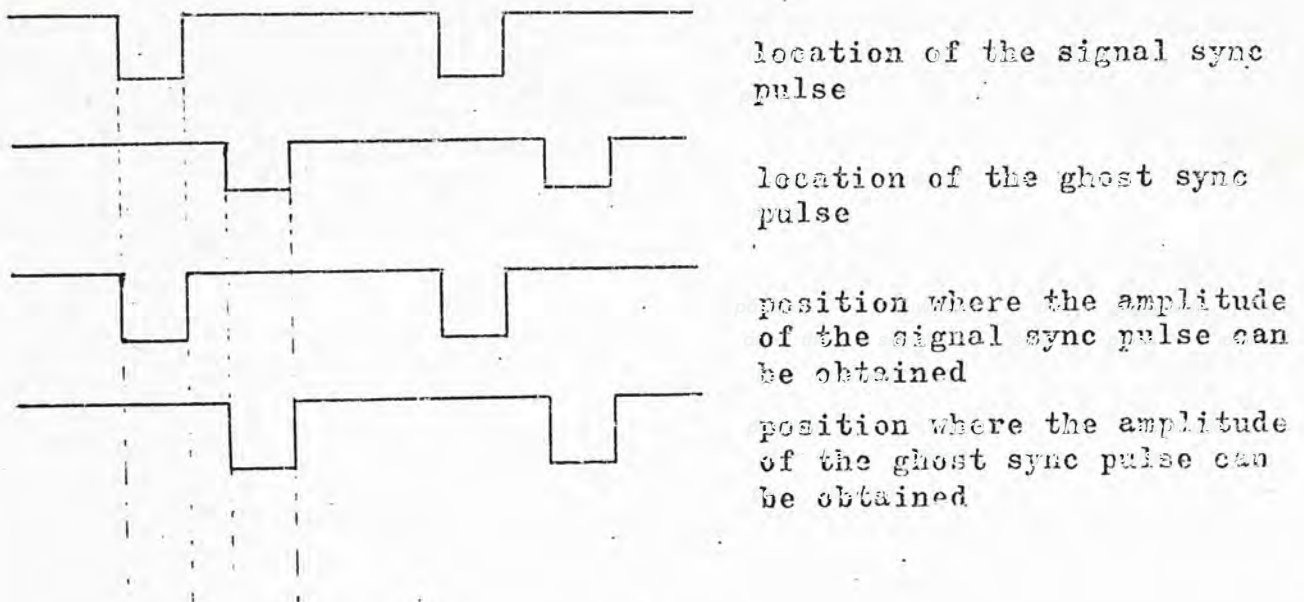 location of the signal sync
pulse
location of the ghost sync
pulse
position where the amplitude
of the signal sync pulse can
be obtained
position where the amplitude
of the ghost sync pulse can
be obtained